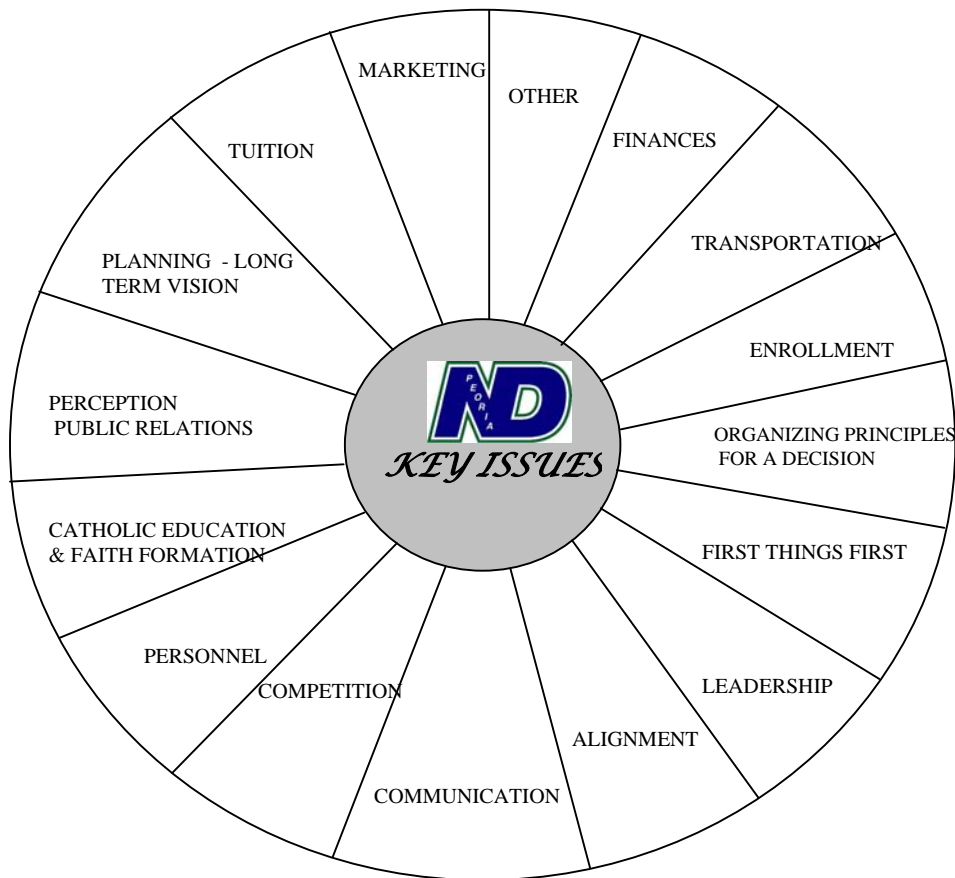 MARKETING
OTHER
FINANCES
TRANSPORTATION
ENROLLMENT
ORGANIZING PRINCIPLES
FOR A DECISION
FIRST THINGS FIRST
LEADERSHIP
ALIGNMENT
COMMUNICATION
COMPETITION
PERSONNEL
CATHOLIC EDUCATION
& FAITH FORMATION
PERCEPTION
PUBLIC RELATIONS
PLANNING - LONG
TERM VISION
TUITION
ND
PEORIA
KEY ISSUES